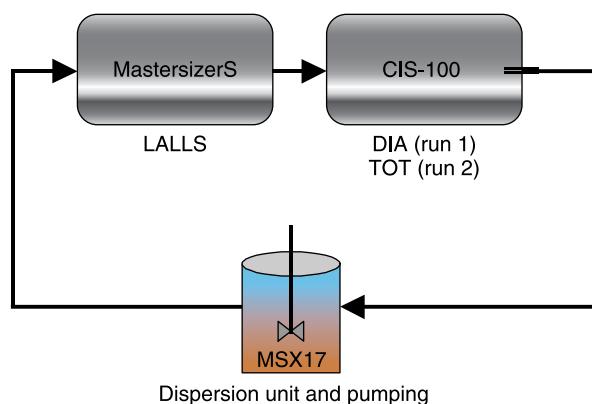 MastersizerS
CIS-100
LALLS
DIA (run 1)
TOT (run 2)
MSX17
Dispersion unit and pumping